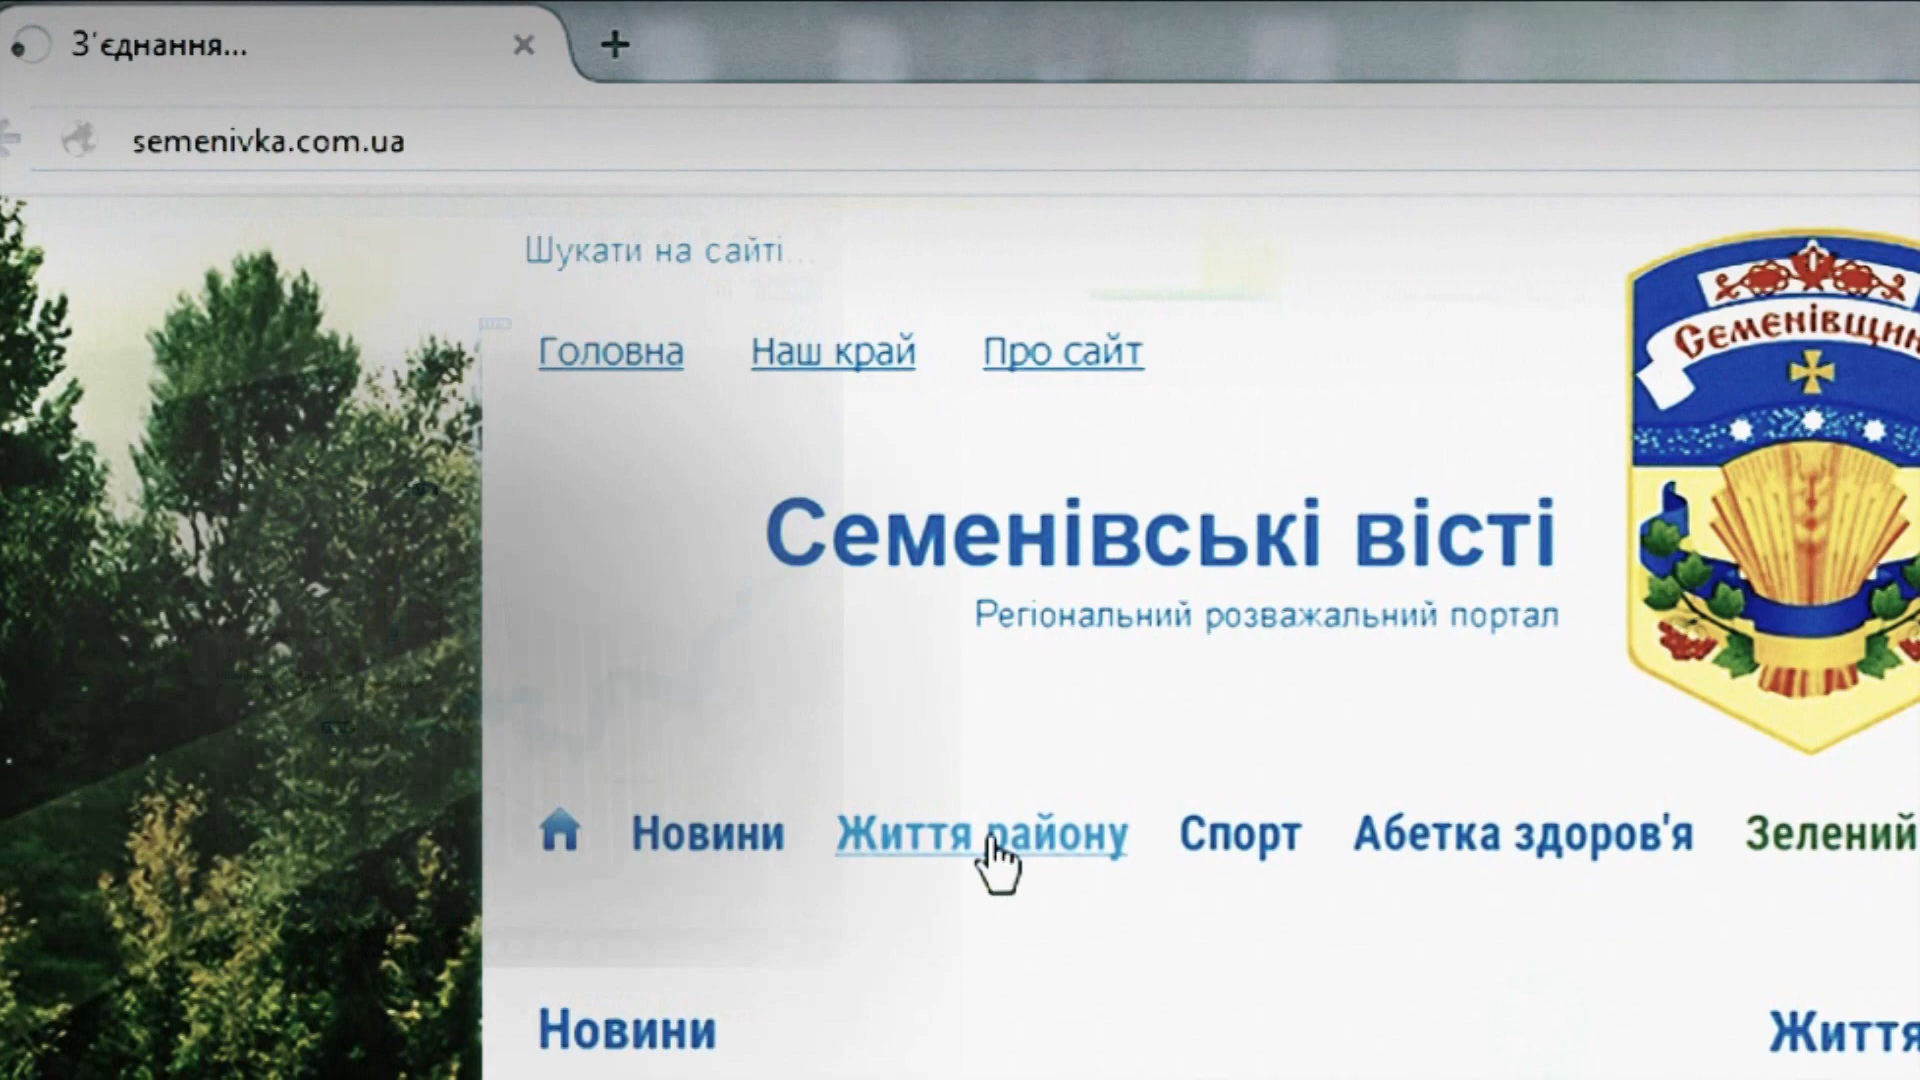 З'єднання...
semenivka.com.ua
Шукати на сайті...
Головна Наш край Про сайт
Семенівщин
Семенівські вісті
Регіональний розважальний портал
Новини Життя району Спорт Абетка здоров'я Зелений
Новини Життя